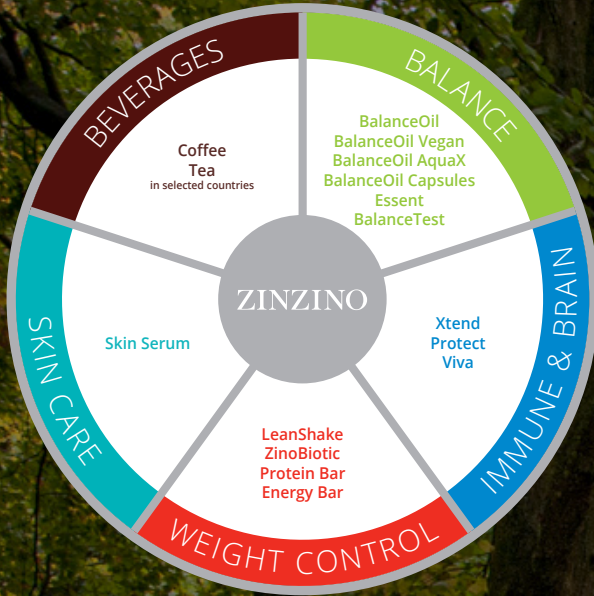 BEVERAGES
Coffee
Tea
in selected countries
BALANCE
BalanceOil
BalanceOil Vegan
BalanceOil AquaX
BalanceOil Capsules
Essent
BalanceTest
ZINZINO
SKIN CARE
Skin Serum
IMMUNE & BRAIN
Xtend
Protect
Viva
LeanShake
ZinoBiotic
Protein Bar
Energy Bar
WEIGHT CONTROL